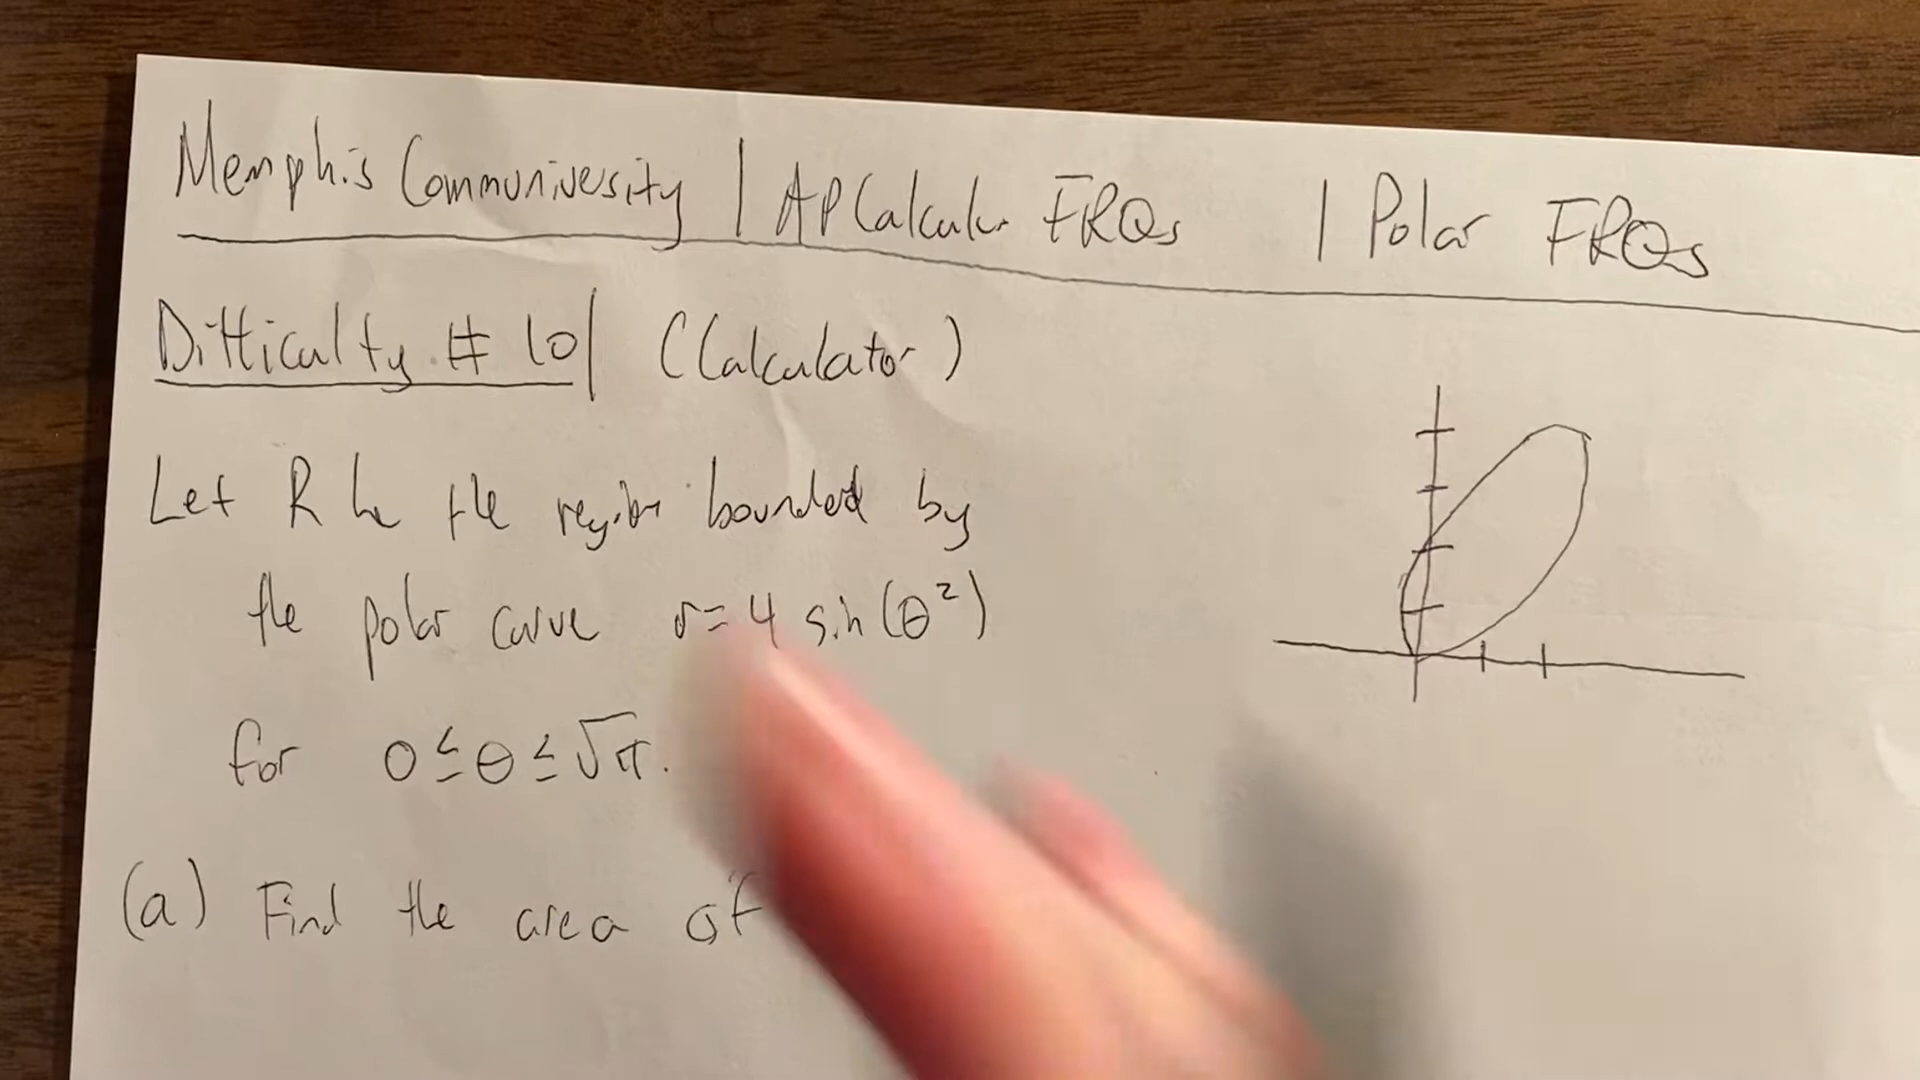 Memphis Communiversity | AP Calculus FRQs | Polar FRQs
Difficulty # 10| (Calculator)
Let R be the region bounded by
the polar curve r=4 sin(θ²)
for 0≤θ≤√π.
(a) Find the area of